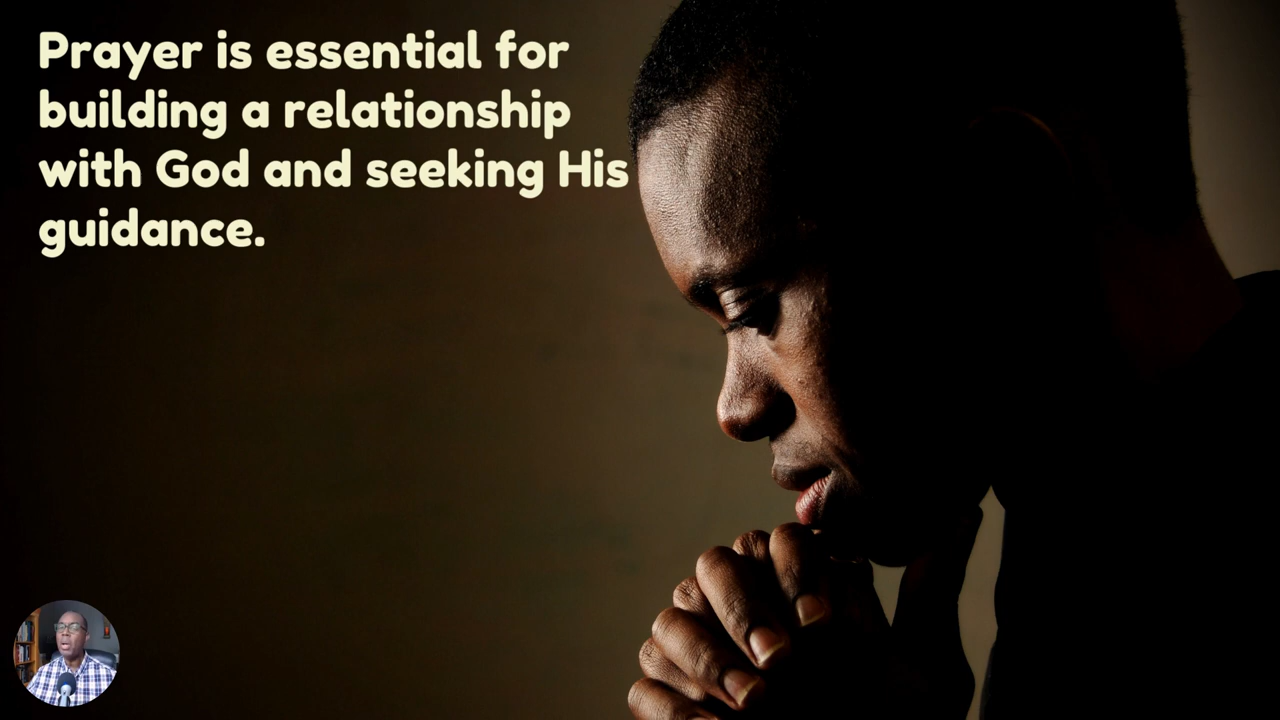 Prayer is essential for
building a relationship
with God and seeking His
guidance.